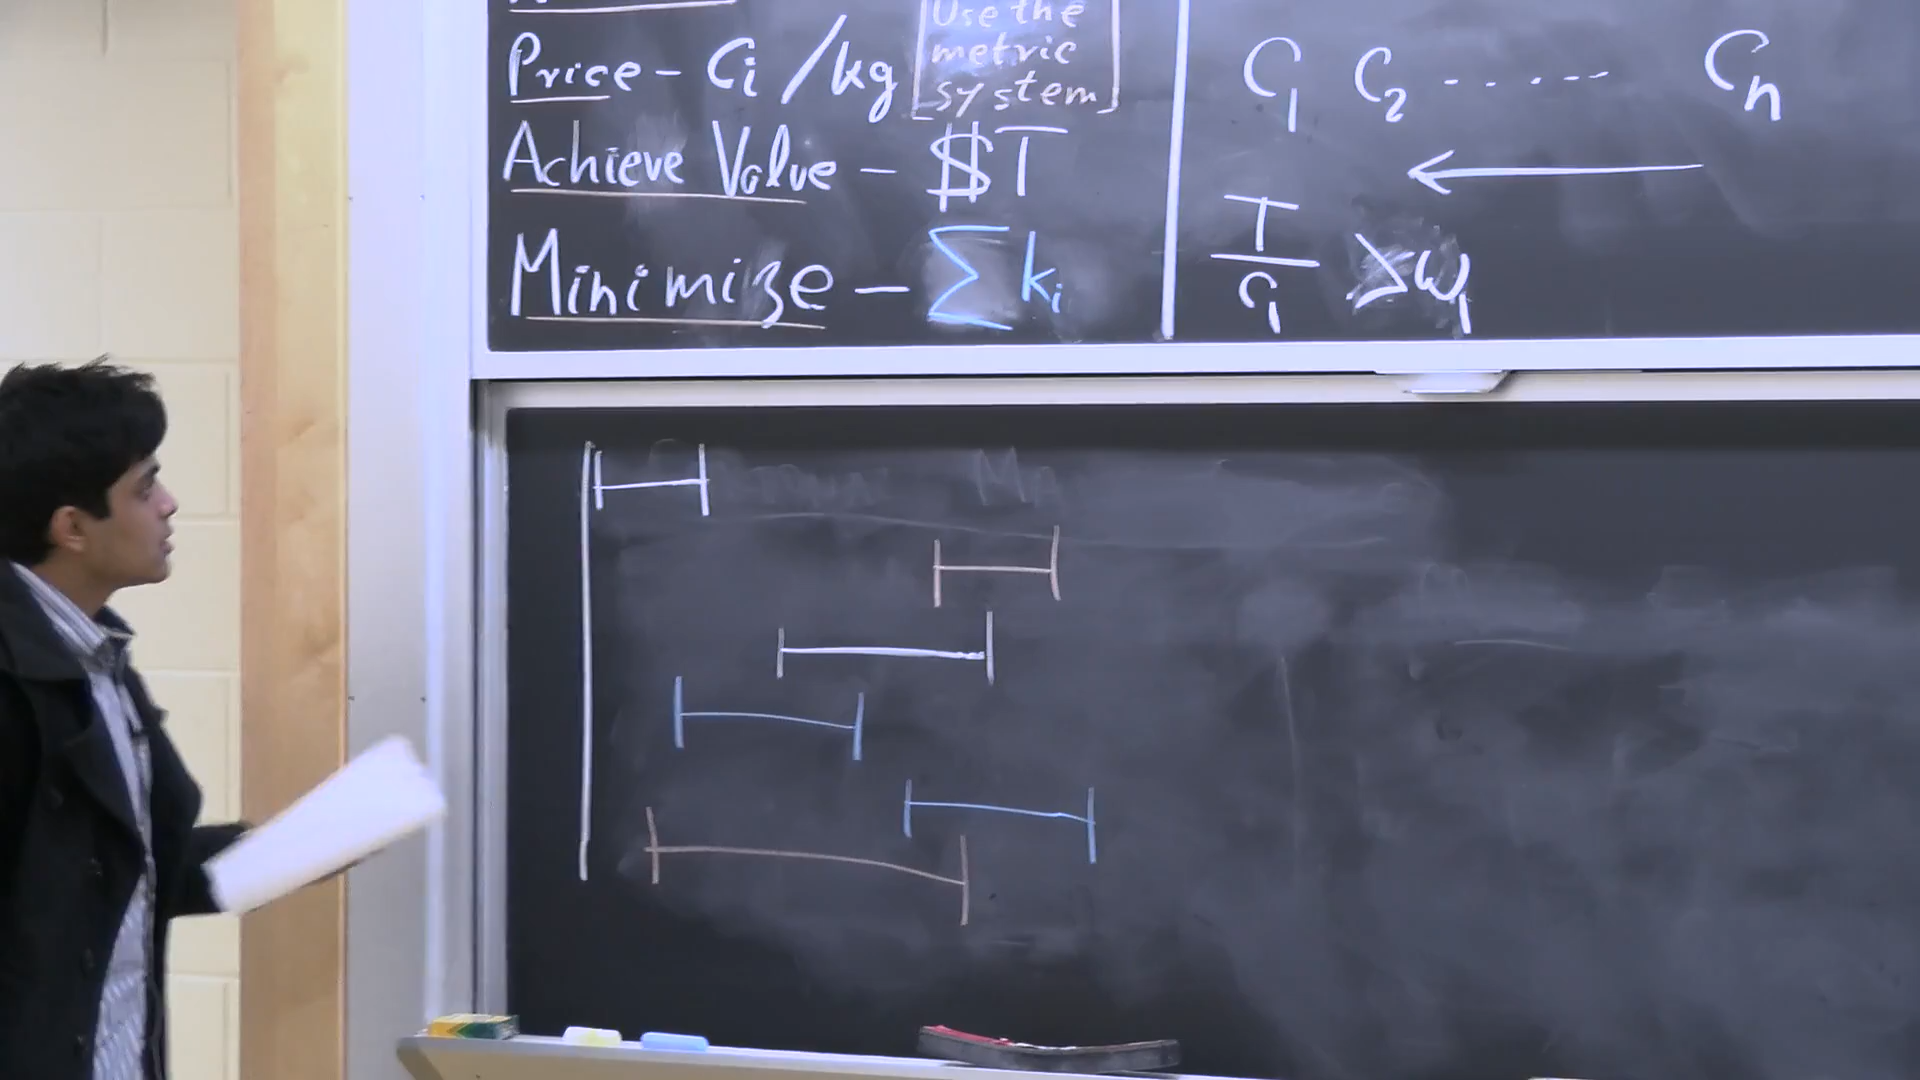 Price - Ci /kg [Use the
metric
system]
Achieve Value - $T
Minimize - Σ ki
C1 C2 ...... Cn
←
T
C1 > ω1